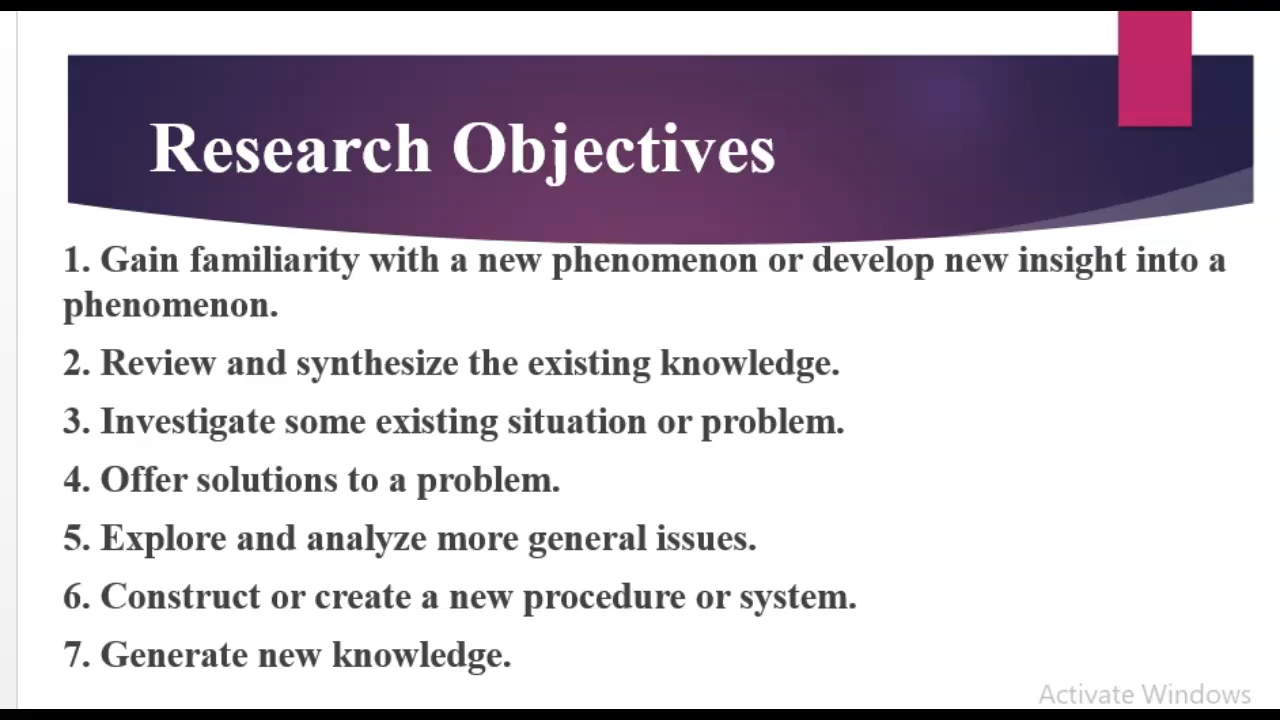 Research Objectives
1. Gain familiarity with a new phenomenon or develop new insight into a
phenomenon.
2. Review and synthesize the existing knowledge.
3. Investigate some existing situation or problem.
4. Offer solutions to a problem.
5. Explore and analyze more general issues.
6. Construct or create a new procedure or system.
7. Generate new knowledge.
Activate Windows